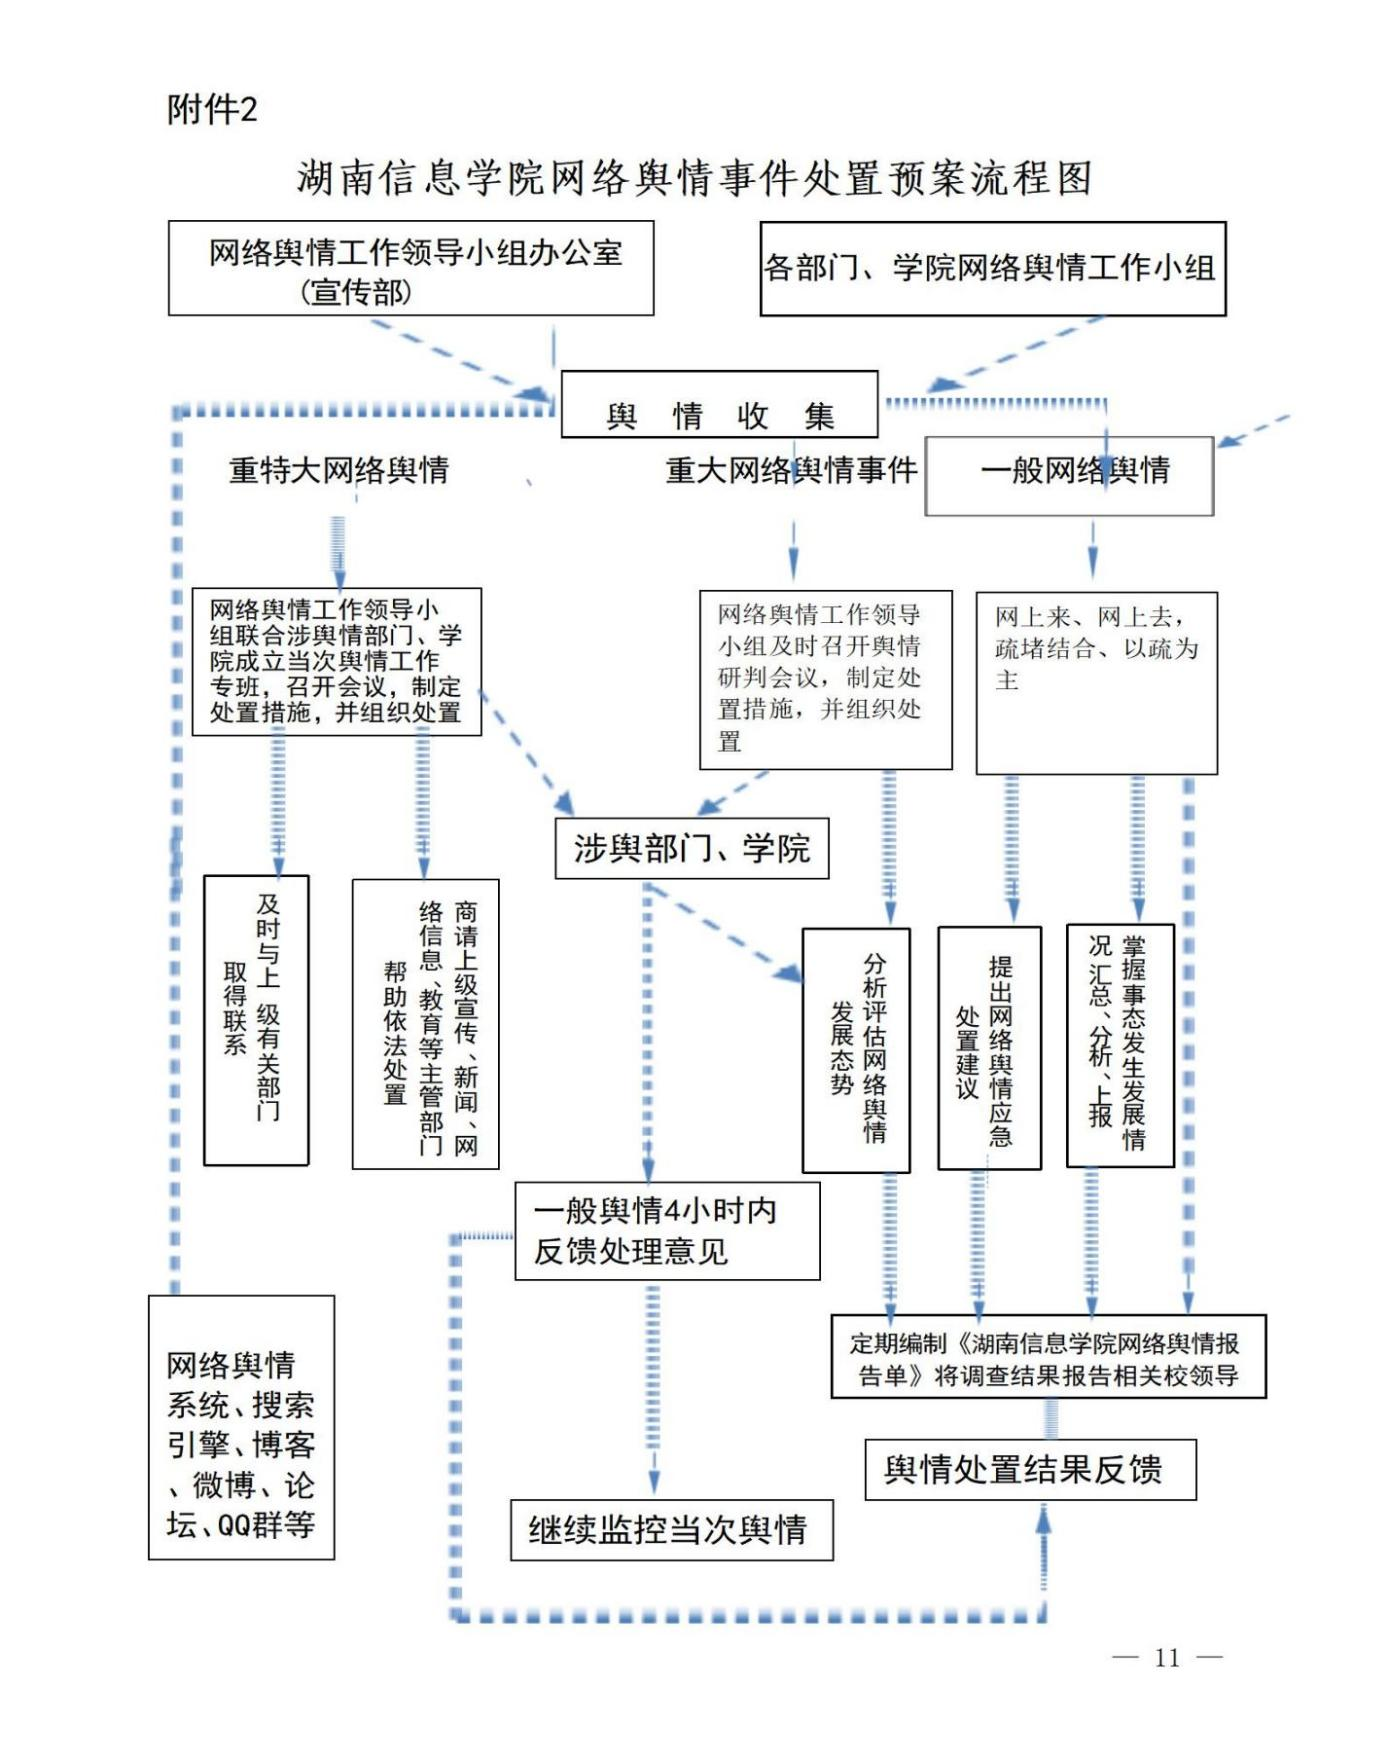 附件2
湖南信息学院网络舆情事件处置预案流程图
网络舆情工作领导小组办公室
(宣传部)
各部门、学院网络舆情工作小组
舆 情 收 集
重特大网络舆情
重大网络舆情事件
一般网络舆情
网络舆情工作领导小
组联合涉舆情部门、学
院成立当次舆情工作
专班，召开会议，制定
处置措施，并组织处置
网络舆情工作领导
小组及时召开舆情
研判会议，制定处
置措施，并组织处
置
网上来、网上去，
疏堵结合、以疏为
主
涉舆部门、学院
及时与上 级有关部门
取得联系
商请上级宣传、新闻、网
络信息、教育等主管部门
帮助依法处置
分析评估网络舆情
发展态势
提出网络舆情应急
处置建议
掌握事态发生发展情
况 汇总、分析、上报
一般舆情4小时内
反馈处理意见
定期编制《湖南信息学院网络舆情报
告单》将调查结果报告相关校领导
网络舆情
系统、搜索
引擎、博客
、微博、论
坛、QQ群等
舆情处置结果反馈
继续监控当次舆情
— 11 —